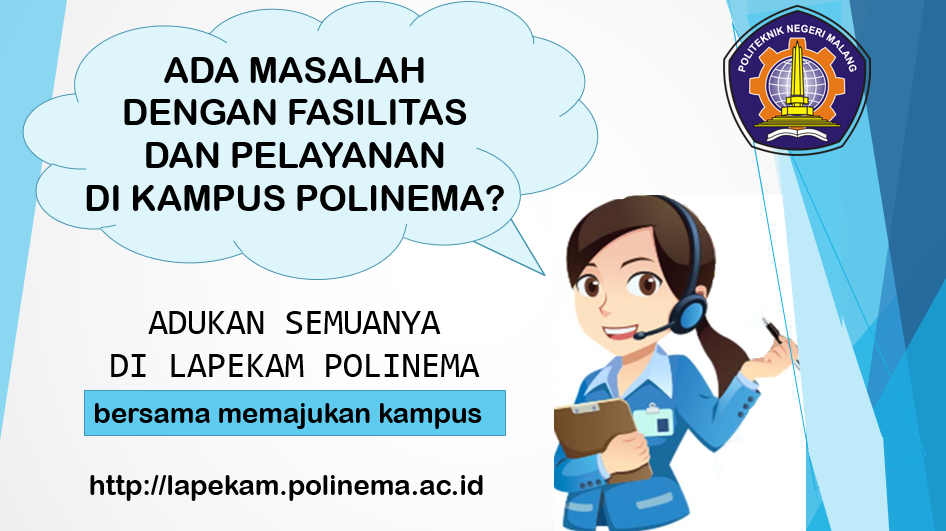 ADA MASALAH
DENGAN FASILITAS
DAN PELAYANAN
DI KAMPUS POLINEMA?
POLITEKNIK NEGERI MALANG
ADUKAN SEMUANYA
DI LAPEKAM POLINEMA
bersama memajukan kampus
http://lapekam.polinema.ac.id